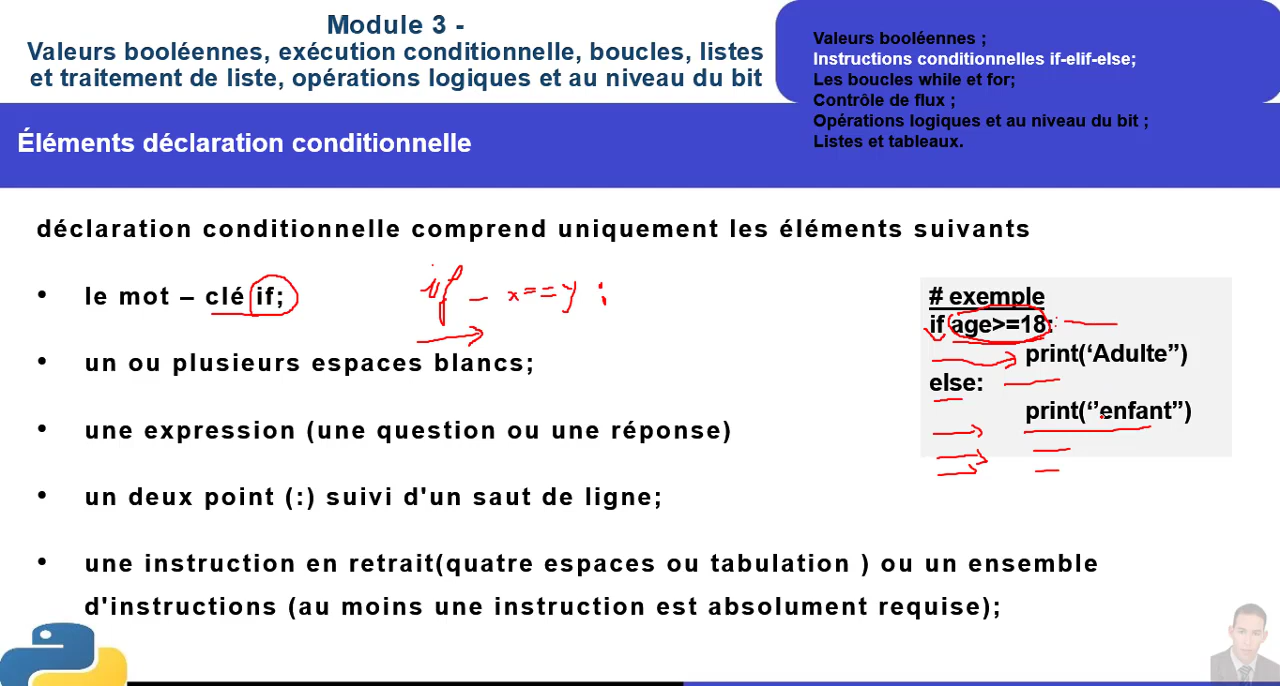 Module 3 -
Valeurs booléennes, exécution conditionnelle, boucles, listes
et traitement de liste, opérations logiques et au niveau du bit
Valeurs booléennes ;
Instructions conditionnelles if-elif-else;
Les boucles while et for;
Contrôle de flux ;
Opérations logiques et au niveau du bit ;
Listes et tableaux.
Éléments déclaration conditionnelle
déclaration conditionnelle comprend uniquement les éléments suivants
• le mot – clé if;
if _ x==y :
• un ou plusieurs espaces blancs;
• une expression (une question ou une réponse)
• un deux point (:) suivi d'un saut de ligne;
• une instruction en retrait(quatre espaces ou tabulation ) ou un ensemble
d'instructions (au moins une instruction est absolument requise);
# exemple
if age>=18:
print(‘Adulte”)
else:
print(‘’enfant”)